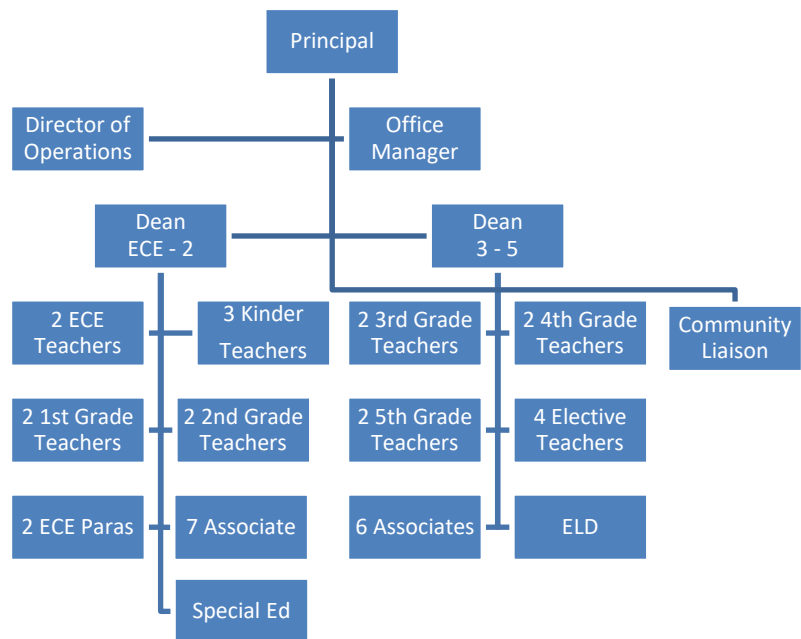 Principal
Director of
Operations
Office
Manager
Dean
ECE - 2
Dean
3 - 5
2 ECE
Teachers
3 Kinder
Teachers
2 3rd Grade
Teachers
2 4th Grade
Teachers
Community
Liaison
2 1st Grade
Teachers
2 2nd Grade
Teachers
2 5th Grade
Teachers
4 Elective
Teachers
2 ECE Paras
7 Associate
6 Associates
ELD
Special Ed